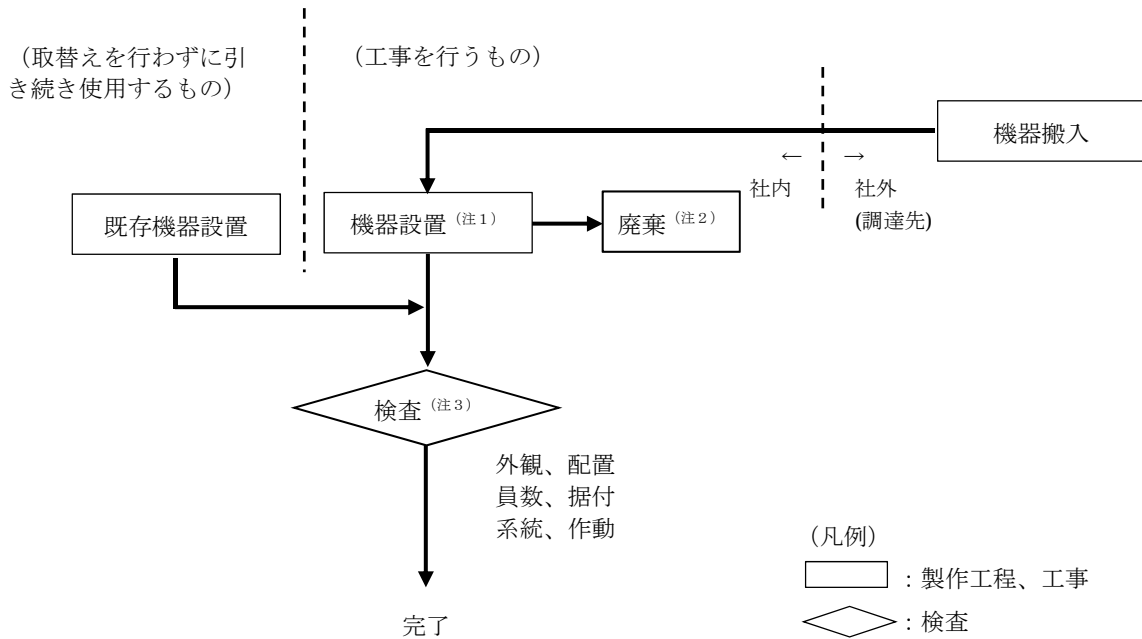 （取替えを行わずに引
き続き使用するもの）
（工事を行うもの）
機器搬入
← →
社内 社外
(調達先)
既存機器設置
機器設置（注１）
廃棄（注２）
検査（注３）
外観、配置
員数、据付
系統、作動
完了
（凡例）
：製作工程、工事
：検査